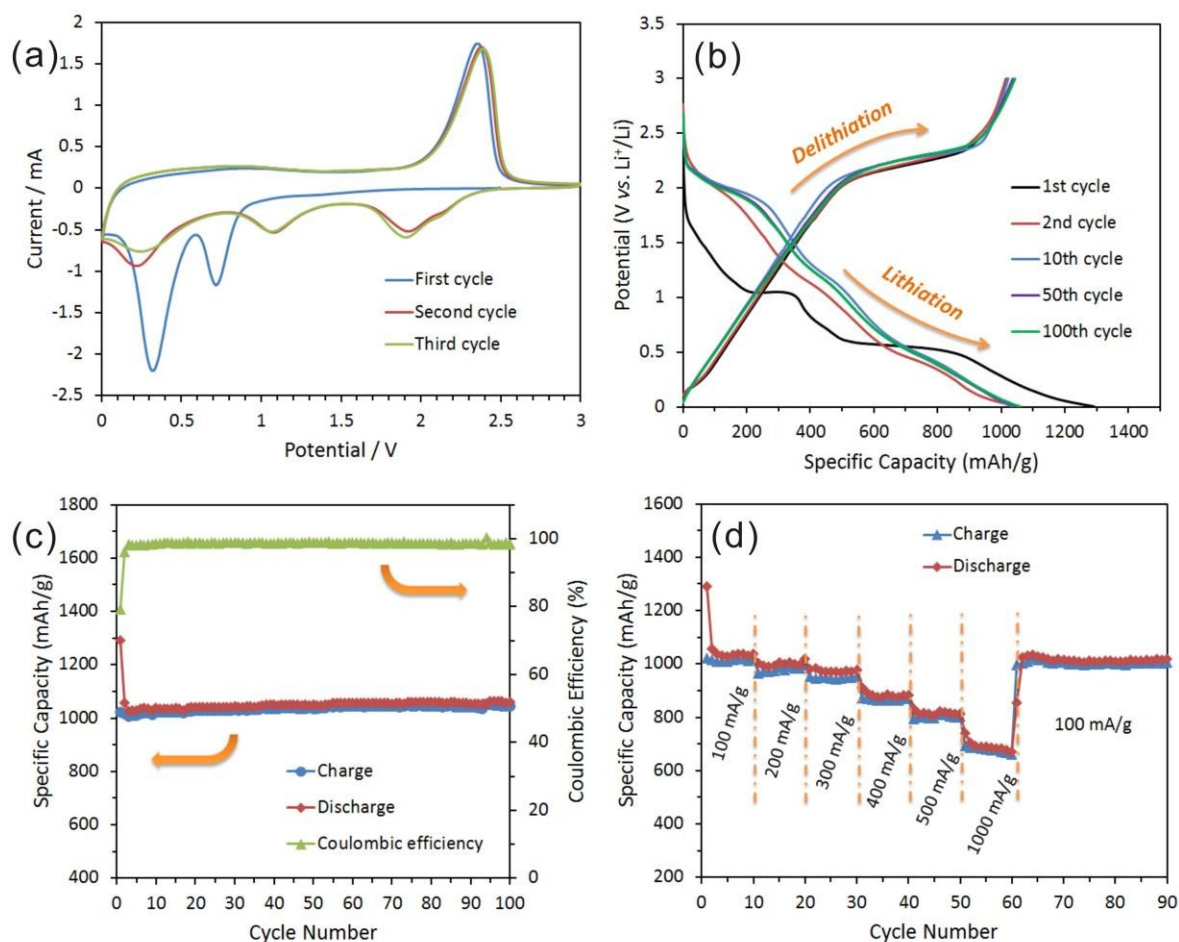 (a)
2
1.5
1
0.5
0
-0.5
-1
-1.5
-2
-2.5
Current / mA
0
0.5
1
1.5
2
2.5
3
Potential / V
First cycle
Second cycle
Third cycle
(b)
3.5
3
2.5
2
1.5
1
0.5
0
Potential (V vs. Li⁺/Li)
0
200
400
600
800
1000
1200
1400
Specific Capacity (mAh/g)
Delithiation
Lithiation
1st cycle
2nd cycle
10th cycle
50th cycle
100th cycle
(c)
1800
1600
1400
1200
1000
800
600
400
Specific Capacity (mAh/g)
100
80
60
40
20
0
Coulombic Efficiency (%)
Charge
Discharge
Coulombic efficiency
0
10
20
30
40
50
60
70
80
90
100
Cycle Number
(d)
1600
1400
1200
1000
800
600
400
200
Specific Capacity (mAh/g)
Charge
Discharge
100 mA/g
200 mA/g
300 mA/g
400 mA/g
500 mA/g
1000 mA/g
100 mA/g
0
10
20
30
40
50
60
70
80
90
Cycle Number